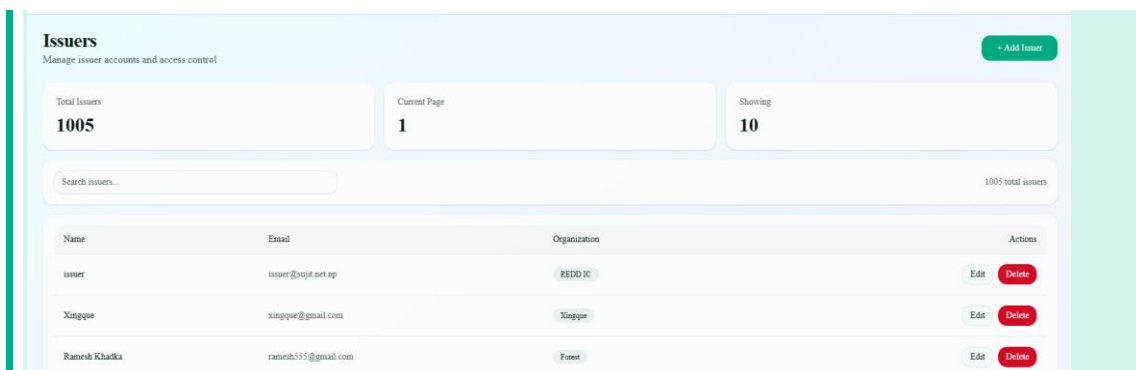 Issuers
Manage issuer accounts and access control
+ Add Issuer
Total Issuers
1005
Current Page
1
Showing
10
Search issuers...
1005 total issuers
Name Email Organization Actions
issuer issuer@sujit.net.np REDD IC Edit Delete
Xingque xingque@gmail.com Xingque Edit Delete
Ramesh Khadka ramesh555@gmail.com Forest Edit Delete